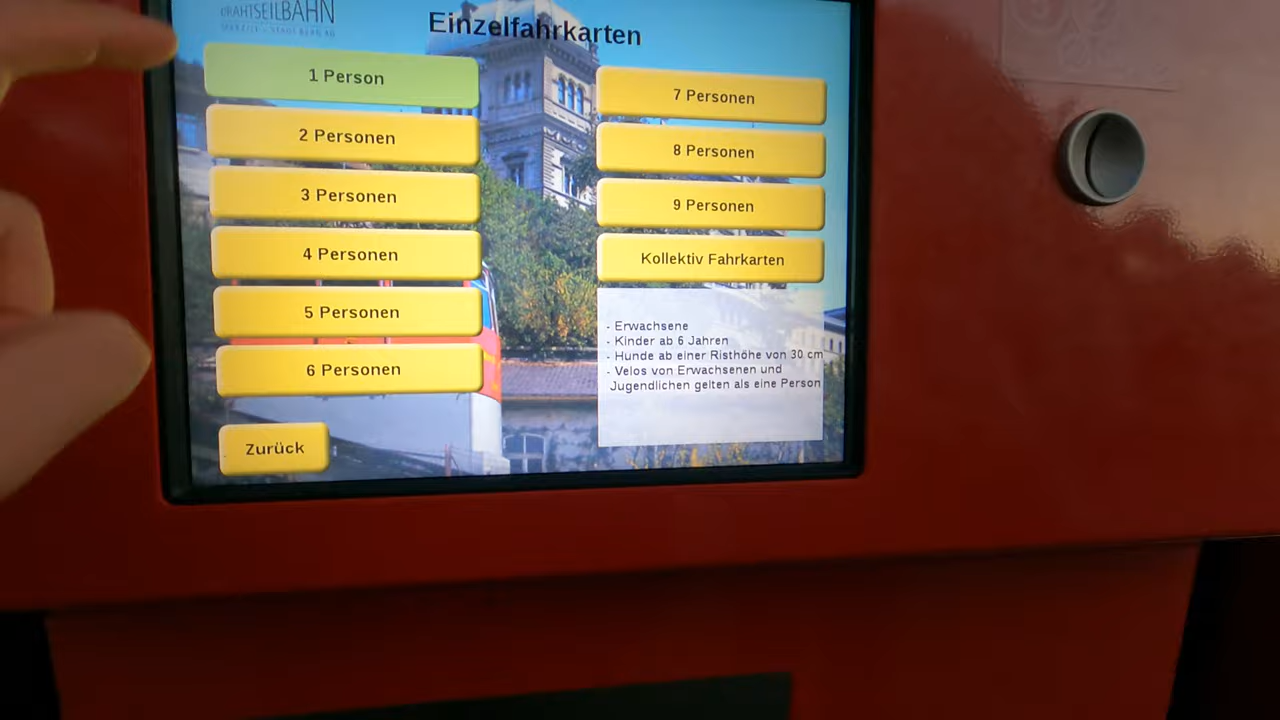 DRAHTSEILBAHN
Einzelfahrkarten
1 Person
2 Personen
3 Personen
4 Personen
5 Personen
6 Personen
Zurück
7 Personen
8 Personen
9 Personen
Kollektiv Fahrkarten
- Erwachsene
- Kinder ab 6 Jahren
- Hunde ab einer Risthöhe von 30 cm
- Velos von Erwachsenen und
Jugendlichen gelten als eine Person